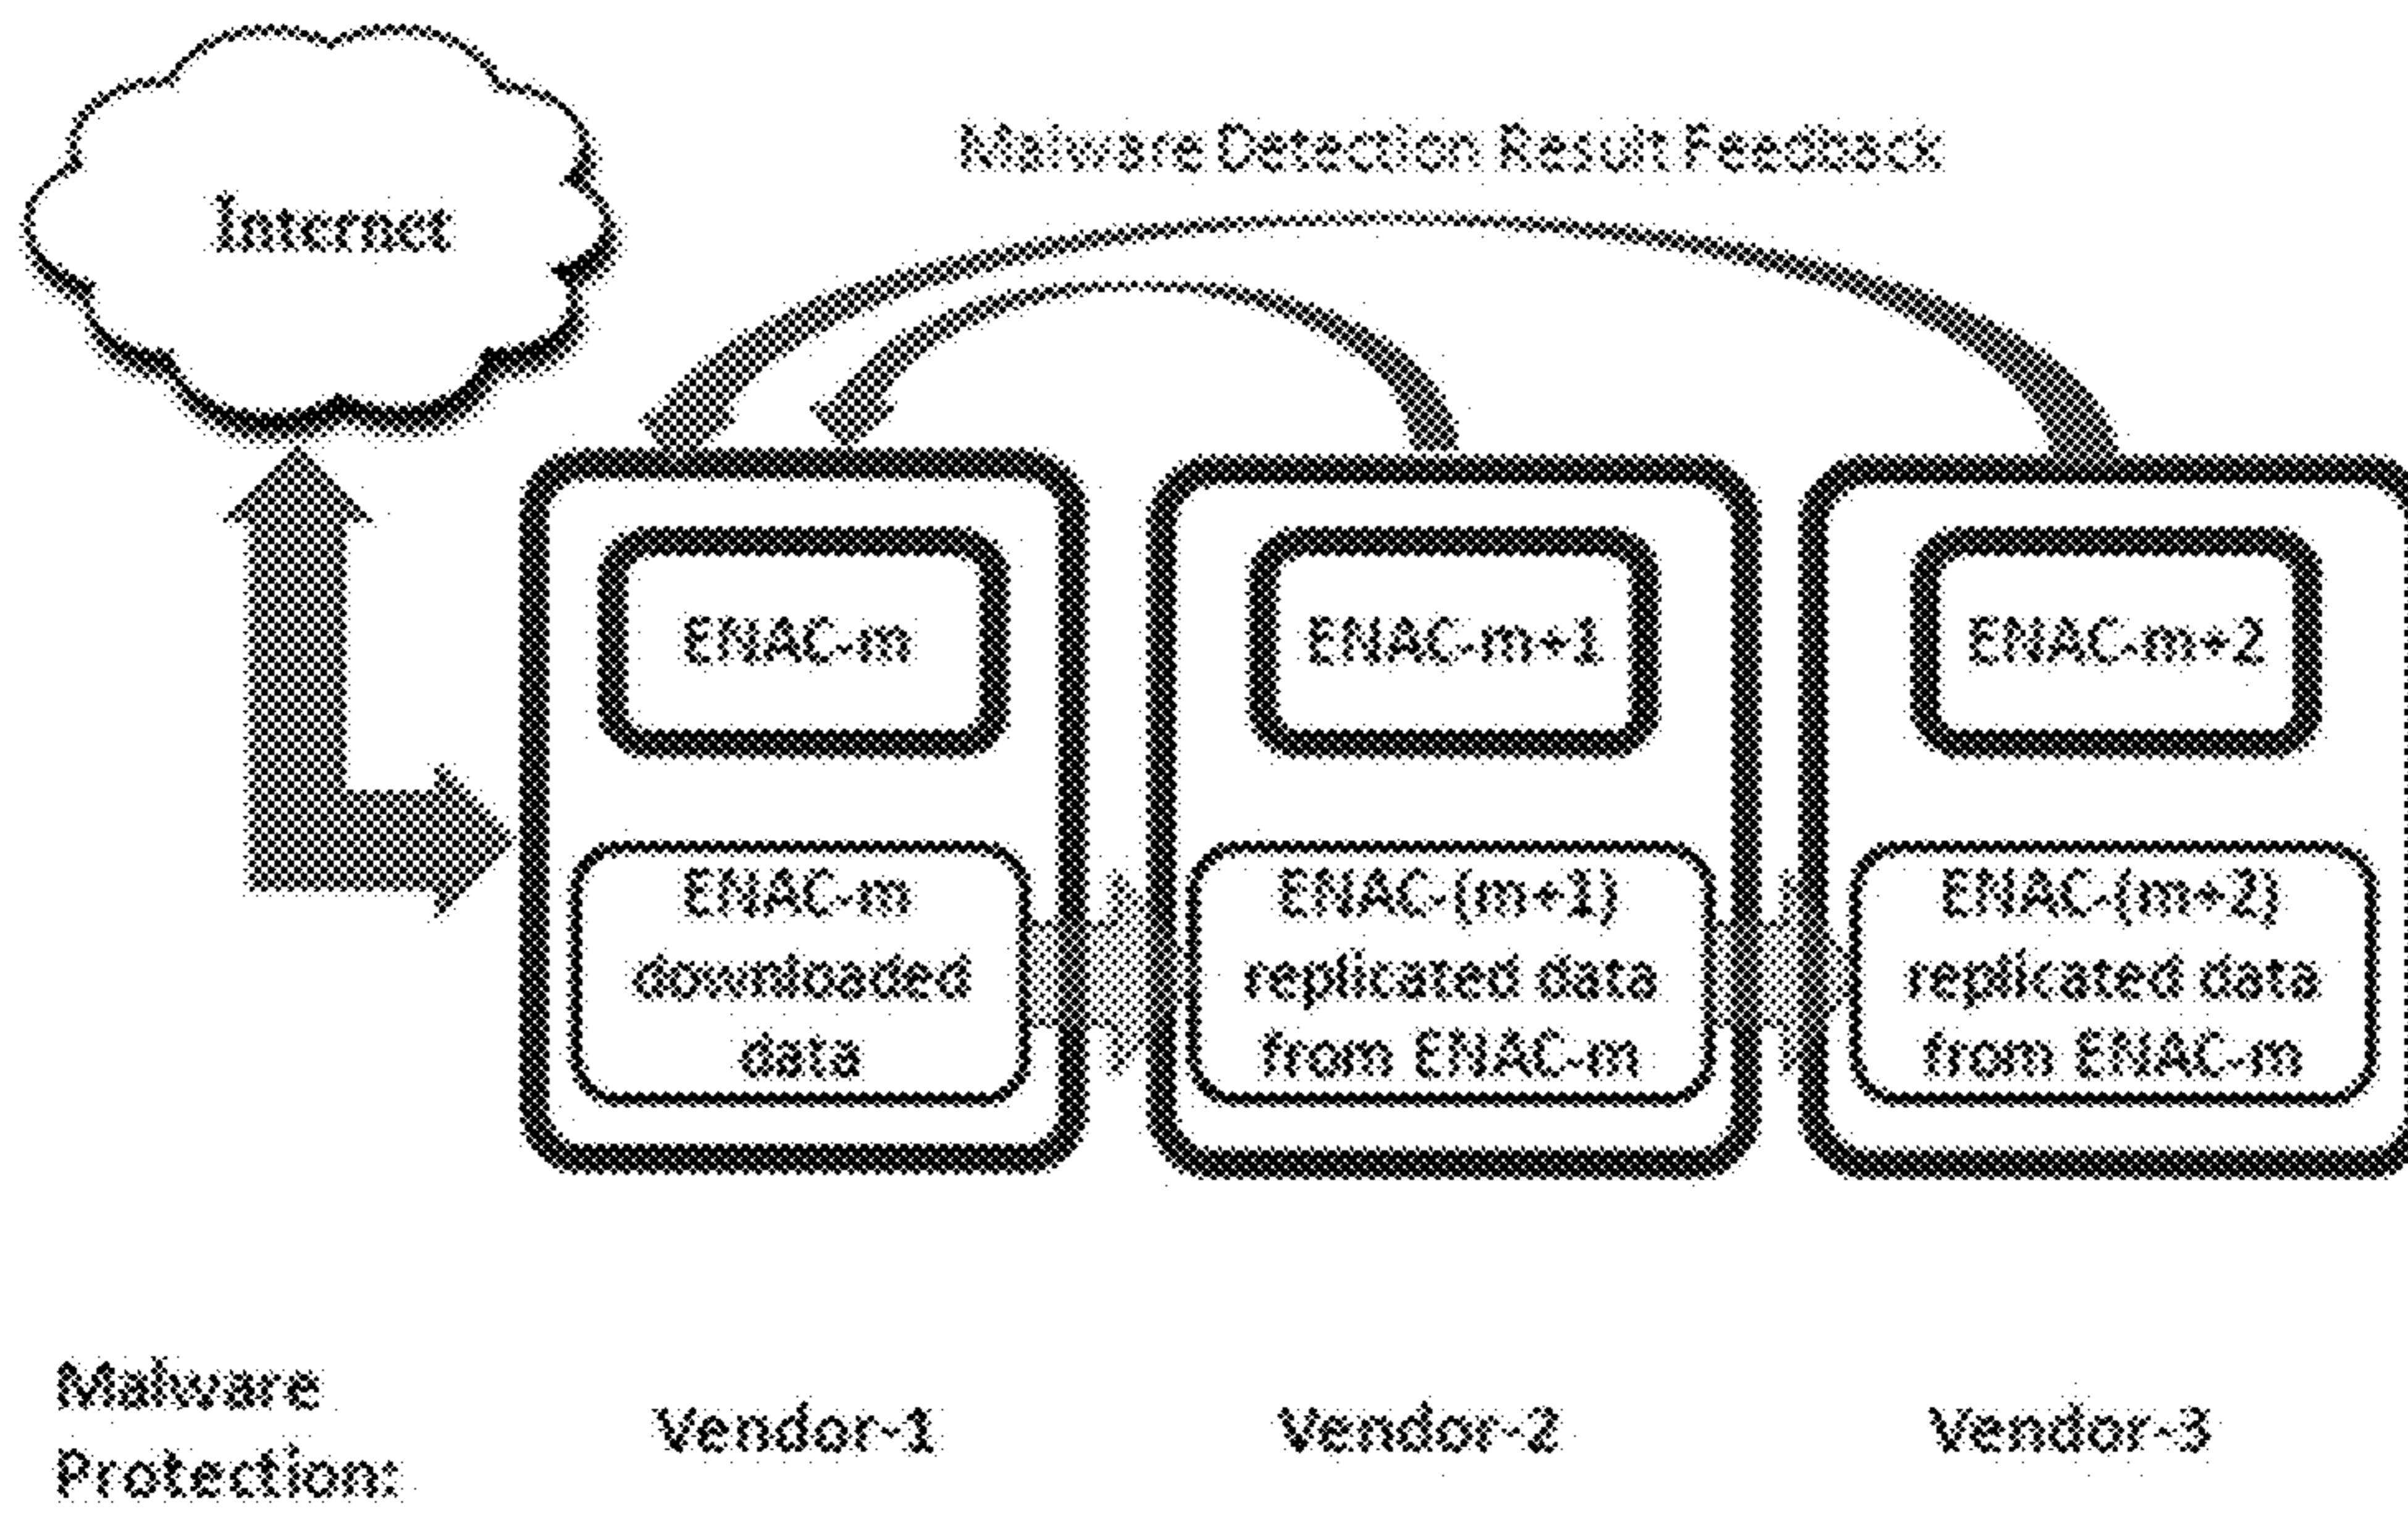 Internet
Malware Detection Result Feedback
ENAC-m
ENAC-m+1
ENAC-m+2
ENAC-m
downloaded
data
ENAC-(m+1)
replicated data
from ENAC-m
ENAC-(m+2)
replicated data
from ENAC-m
Malware
Protection:
Vendor-1
Vendor-2
Vendor-3